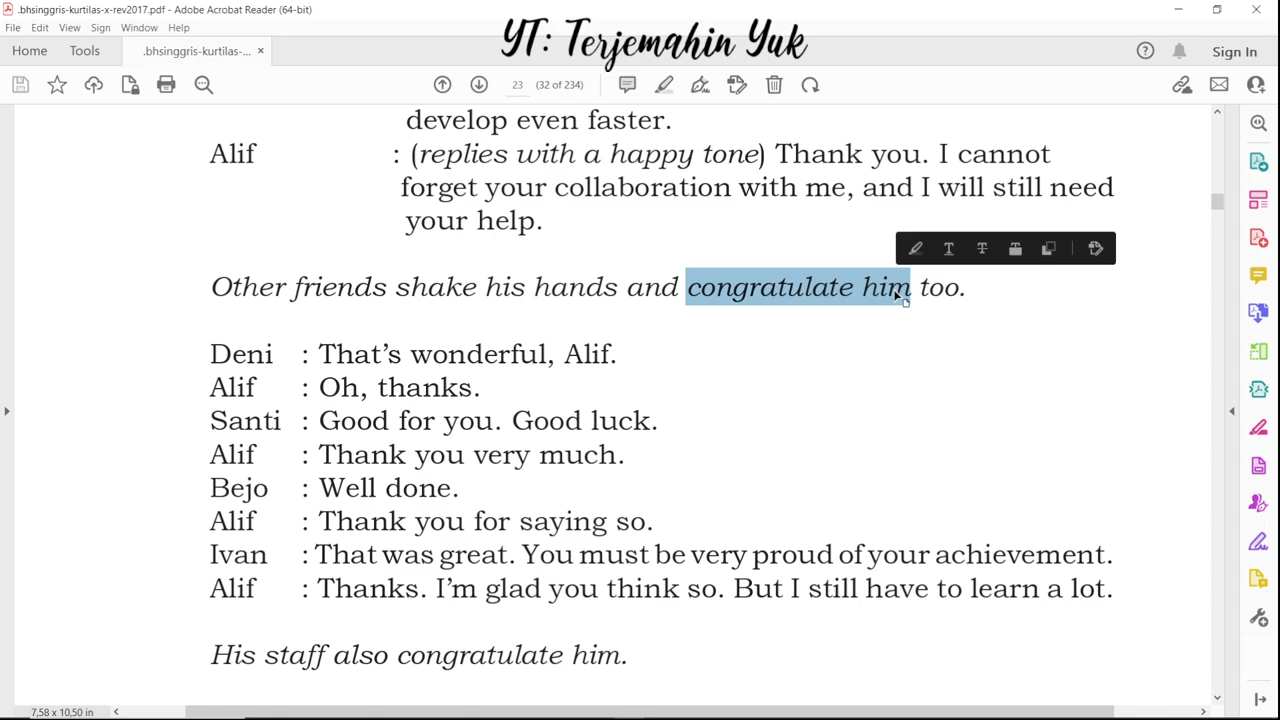 .bhsinggris-kurtilas-x-rev2017.pdf - Adobe Acrobat Reader (64-bit)
File Edit View Sign Window Help
YT: Terjemahin Yuk
Home Tools .bhsinggris-kurtilas-... × Sign In
23 (32 of 234)
develop even faster.
Alif : (replies with a happy tone) Thank you. I cannot
forget your collaboration with me, and I will still need
your help.
Other friends shake his hands and congratulate him too.
Deni : That's wonderful, Alif.
Alif : Oh, thanks.
Santi : Good for you. Good luck.
Alif : Thank you very much.
Bejo : Well done.
Alif : Thank you for saying so.
Ivan : That was great. You must be very proud of your achievement.
Alif : Thanks. I'm glad you think so. But I still have to learn a lot.
His staff also congratulate him.
7,58 x 10,50 in